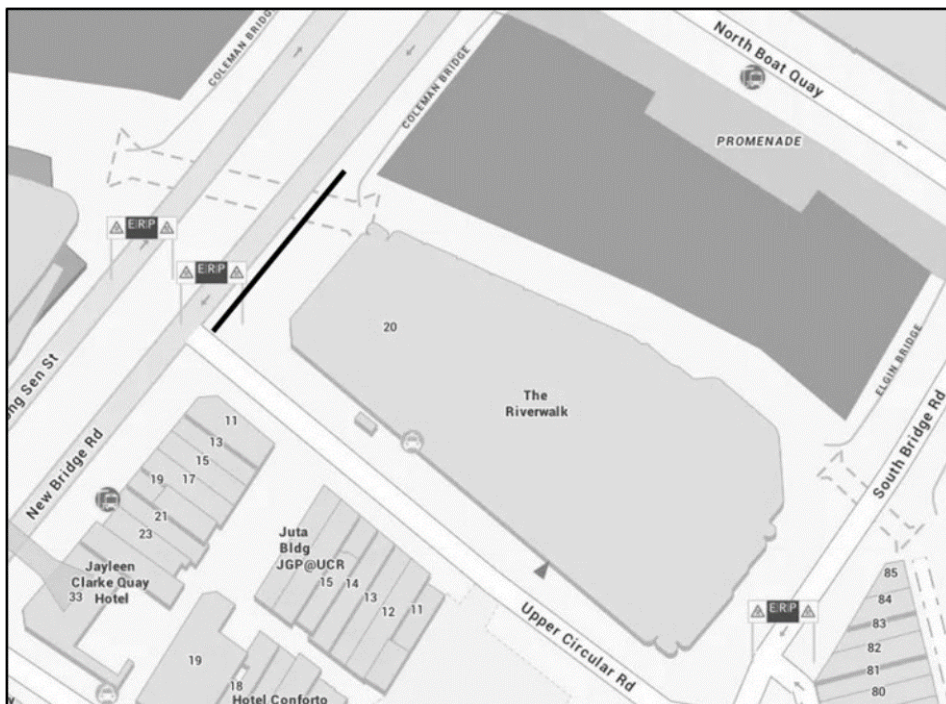 COLEMAN BRIDG
COLEMAN BRIDGE
North Boat Quay
PROMENADE
ERP
ERP
20
The
Riverwalk
ELGIN BRIDGE
South Bridge Rd
ong Sen St
New Bridge Rd
11
13
15
17
19
21
23
Jayleen
Clarke Quay
Hotel
33
Juta
Bldg
JGP@UCR
15
14
13
12
11
Upper Circular Rd
ERP
85
84
83
82
81
80
19
18
Hotel Conforto